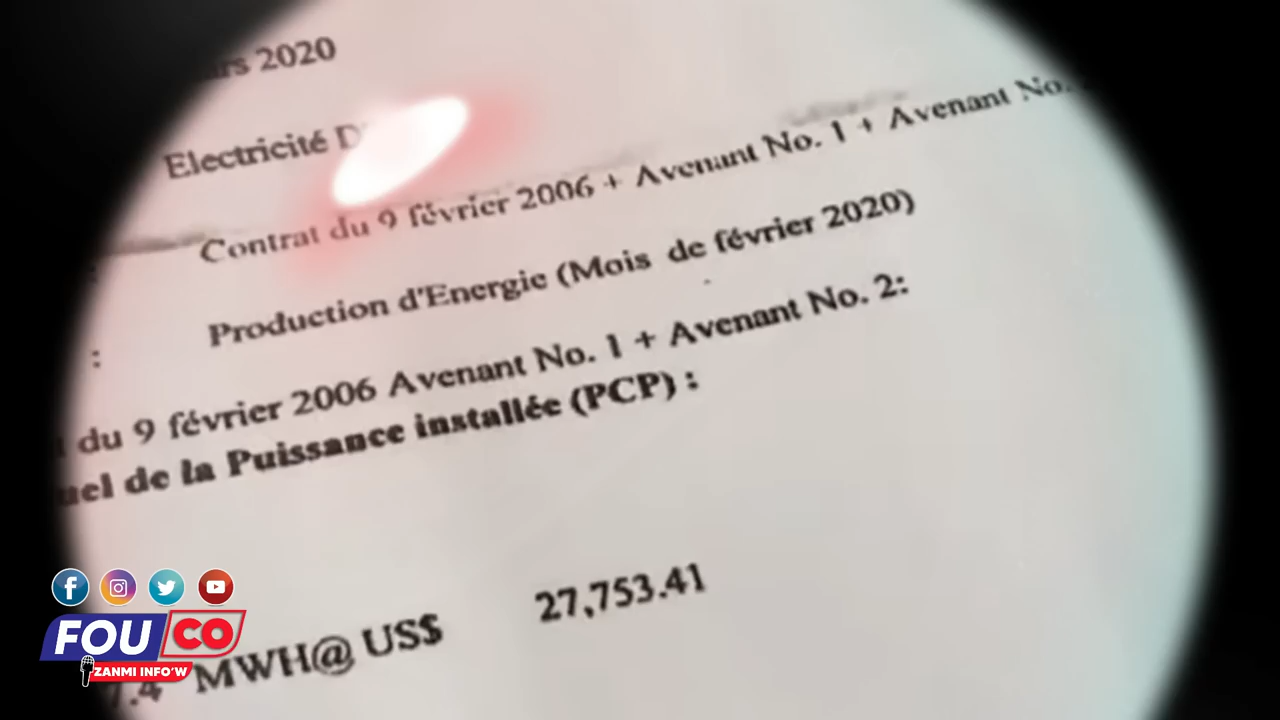 2020
Electricité
Contrat du 9 février 2006 + Avenant No. 1 + Avenant No.
:
Production d'Energie (Mois de février 2020)
:
du 9 février 2006 Avenant No. 1 + Avenant No. 2:
de la Puissance installée (PCP) :
MWH@ US$ 27,753.41
FOUCO
ZANMI INFO'W